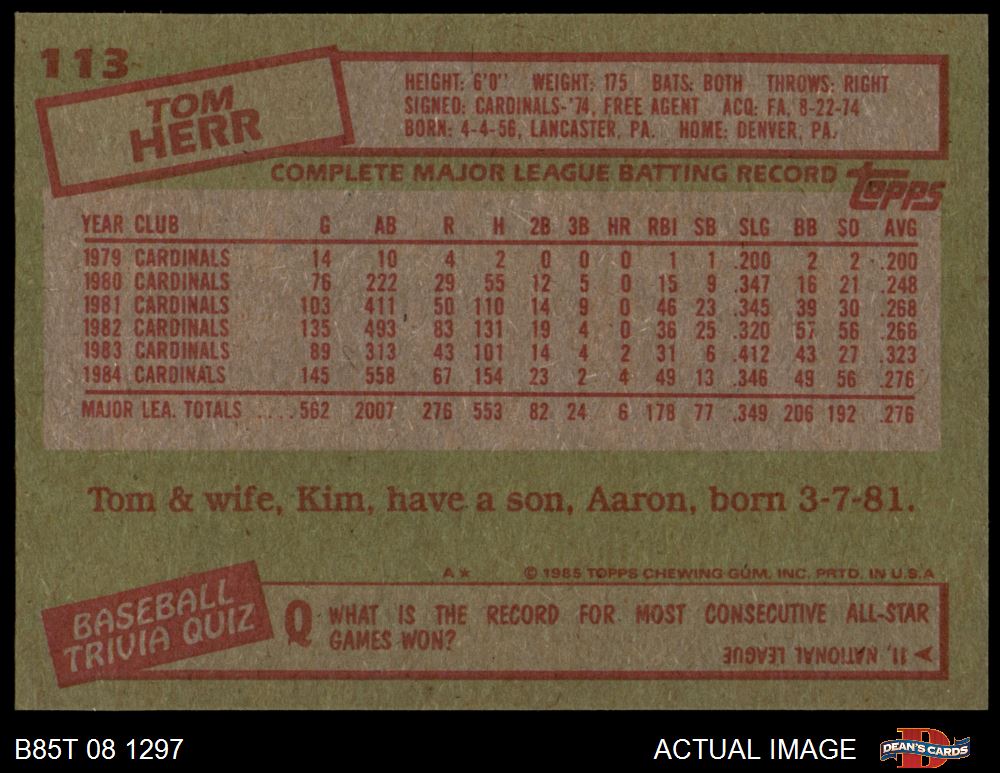 113
TOM
HERR
HEIGHT: 6'0" WEIGHT: 175 BATS: BOTH THROWS: RIGHT
SIGNED: CARDINALS-'74, FREE AGENT ACQ: FA, 8-22-74
BORN: 4-4-56, LANCASTER, PA. HOME: DENVER, PA.
COMPLETE MAJOR LEAGUE BATTING RECORD topps
YEAR CLUB G AB R H 2B 3B HR RBI SB SLG BB SO AVG
1979 CARDINALS 14 10 4 2 0 0 0 1 1 .200 2 2 .200
1980 CARDINALS 76 222 29 55 12 5 0 15 9 .347 16 21 .248
1981 CARDINALS 103 411 50 110 14 9 0 46 23 .345 39 30 .268
1982 CARDINALS 135 493 83 131 19 4 0 36 25 .320 57 56 .266
1983 CARDINALS 89 313 43 101 14 4 2 31 6 .412 43 27 .323
1984 CARDINALS 145 558 67 154 23 2 4 49 13 .346 49 56 .276
MAJOR LEA. TOTALS ....562 2007 276 553 82 24 6 178 77 .349 206 192 .276
Tom & wife, Kim, have a son, Aaron, born 3-7-81.
A* © 1985 TOPPS CHEWING GUM, INC. PRTD. IN U.S.A
BASEBALL
TRIVIA QUIZ
Q WHAT IS THE RECORD FOR MOST CONSECUTIVE ALL-STAR
GAMES WON?
11, NATIONAL LEAGUE
B85T 08 1297 ACTUAL IMAGE DEAN'S CARDS